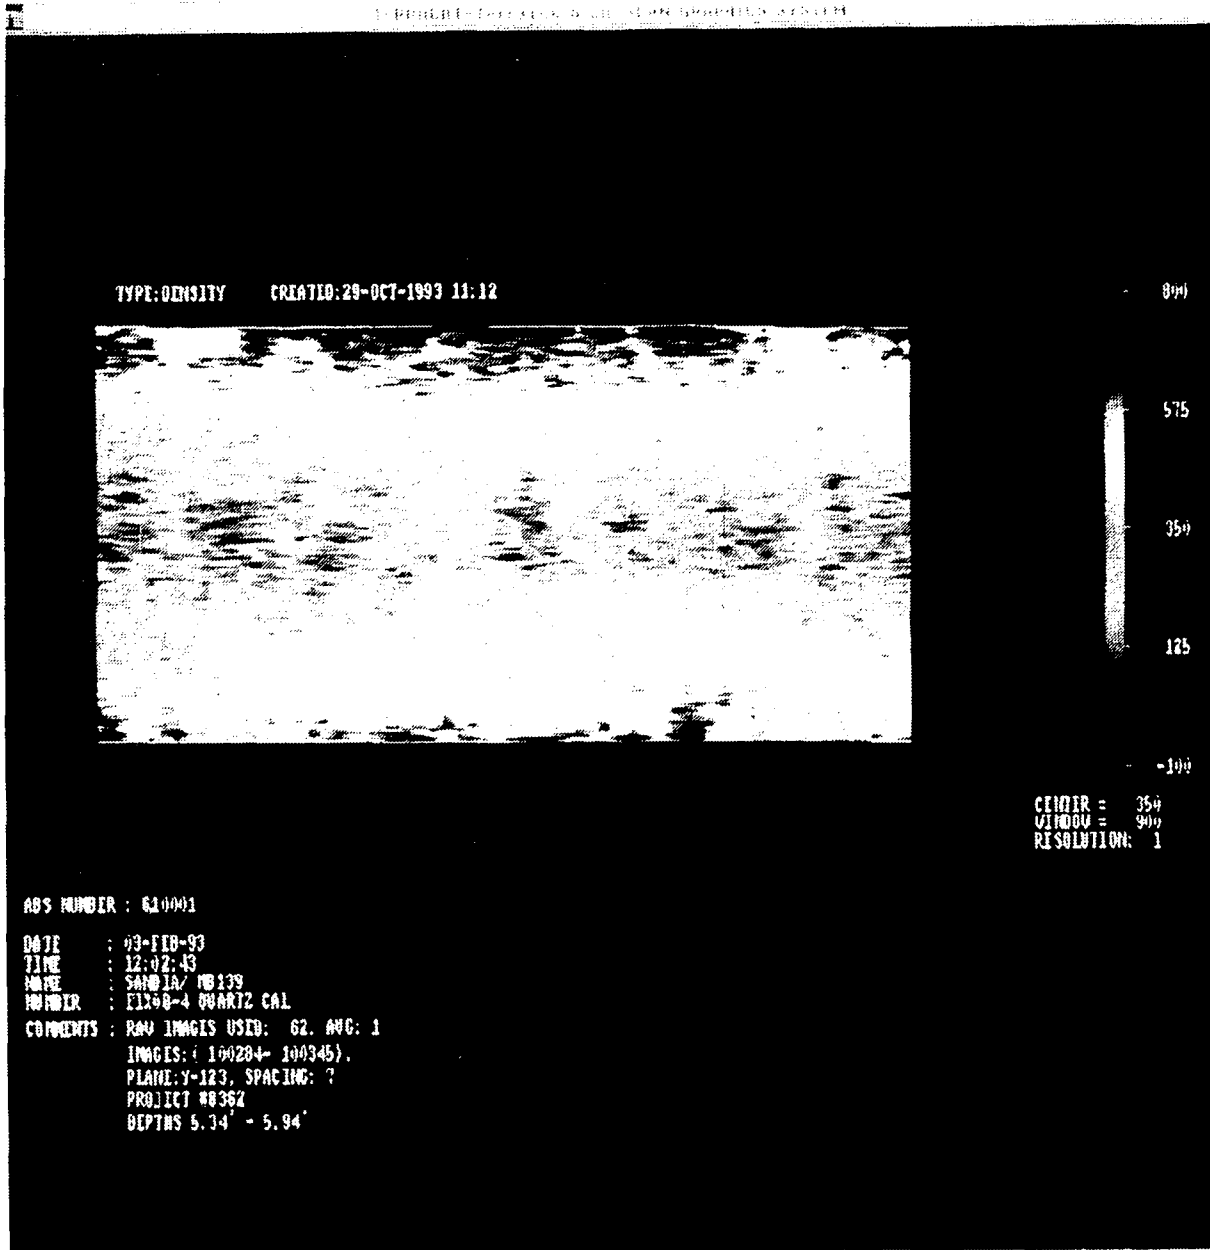 TYPE:DENSITY CREATED:29-OCT-1993 11:12
800
575
350
125
-100
CENTER = 350
WINDOW = 900
RESOLUTION: 1
ABS NUMBER : 610001
DATE : 03-FEB-93
TIME : 12:02:43
NAME : SANDIA/ MB139
NUMBER : QUARTZ CAL
COMMENTS : RAW IMAGES USED: 62. AVG: 1
IMAGES:( 100284- 100345).
PLANE:Y-123, SPACING: ?
PROJECT #8362
DEPTHS 5.34' - 5.94'